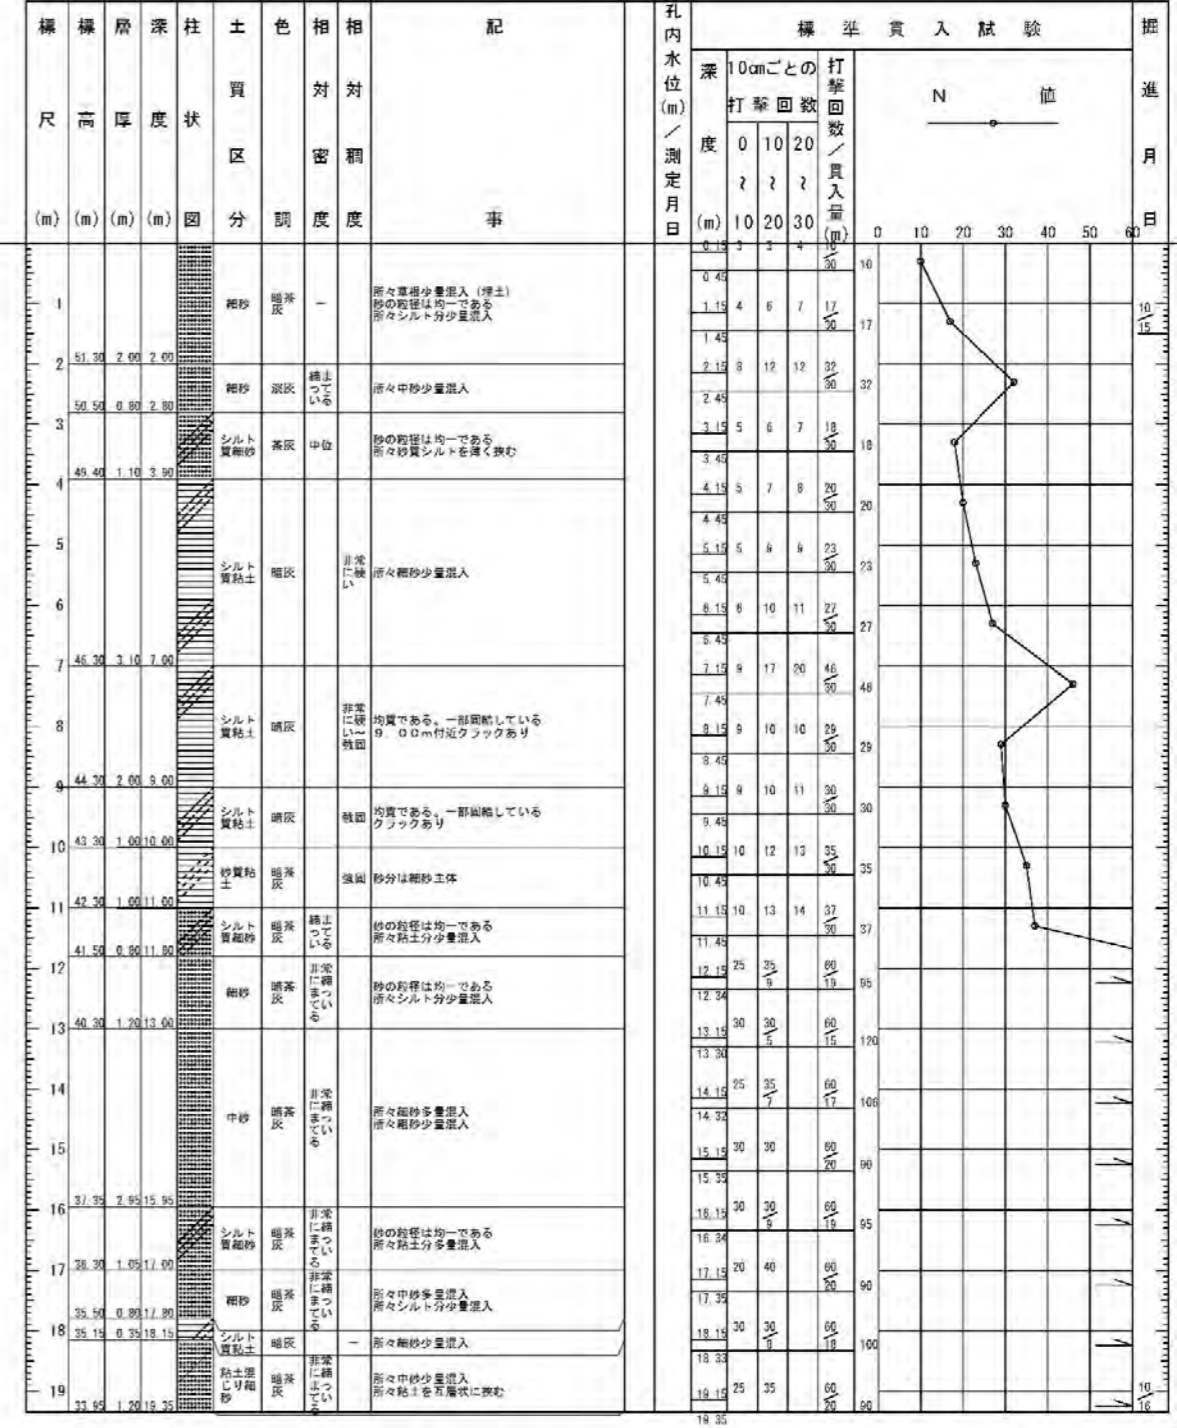 標尺(m) 標高(m) 層厚(m) 深度(m) 柱状図 土質区分 色調 相対密度 相対稠度 記事 孔内水位(m)／測定月日 標準貫入試験 掘進月日
深度(m) 10cmごとの打撃回数 打撃回数／貫入量(m) N 値
0～10 10～20 20～30
0 10 20 30 40 50 60
1
2
3
4
5
6
7
8
9
10
11
12
13
14
15
16
17
18
19
51.30 2.00 2.00 細砂 暗茶灰 － 所々草根少量混入（埋土）
砂の粒径は均一である
所々シルト分少量混入
50.50 0.80 2.80 細砂 淡灰 締まっている 所々中砂少量混入
49.40 1.10 3.90 シルト質細砂 茶灰 中位 砂の粒径は均一である
所々砂質シルトを薄く挟む
46.30 3.10 7.00 シルト質粘土 暗灰 非常に硬い 所々細砂少量混入
44.30 2.00 9.00 シルト質粘土 暗灰 非常に硬い～強固 均質である。一部固結している
9.00m付近クラックあり
43.30 1.00 10.00 シルト質粘土 暗灰 強固 均質である。一部固結している
クラックあり
42.30 1.00 11.00 砂質粘土 暗茶灰 強固 砂分は細砂主体
41.50 0.80 11.80 シルト質細砂 暗茶灰 締まっている 砂の粒径は均一である
所々粘土分少量混入
40.30 1.20 13.00 細砂 暗茶灰 非常に締まっている 砂の粒径は均一である
所々シルト分少量混入
37.35 2.95 15.95 中砂 暗茶灰 非常に締まっている 所々細砂多量混入
所々粗砂少量混入
1.05 17.00 シルト質細砂 暗茶灰 非常に締まっている 砂の粒径は均一である
所々粘土分多量混入
35.50 0.80 17.80 細砂 暗茶灰 非常に締まっている 所々中砂多量混入
所々シルト分少量混入
35.15 0.35 18.15 シルト質粘土 暗灰 － 所々細砂少量混入
33.95 1.20 19.35 粘土混じり細砂 暗茶灰 非常に締まっている 所々中砂少量混入
所々粘土を互層状に挟む
0.15 3 3 4 10/30 10
0.45
1.15 4 6 7 17/30 17
1.45
2.15 8 12 12 32/30 32
2.45
3.15 5 6 7 18/30 18
3.45
4.15 5 7 8 20/30 20
4.45
5.15 5 9 9 23/30 23
5.45
6.15 6 10 11 27/30 27
6.45
7.15 9 17 20 46/30 46
7.45
8.15 9 10 10 29/30 29
8.45
9.15 9 10 11 30/30 30
9.45
10.15 10 12 13 35/30 35
10.45
11.15 10 13 14 37/30 37
11.45
12.15 25 35/9 60/19 95
12.34
13.15 30 30/5 60/15 120
13.30
14.15 25 35/7 60/17 106
14.32
15.15 30 30 60/20 90
15.35
16.15 30 30/9 60/19 95
16.34
17.15 20 40 60/20 90
17.35
18.15 30 30/8 60/18 100
18.33
19.15 25 35 60/20 90
19.35
10/15
10/16